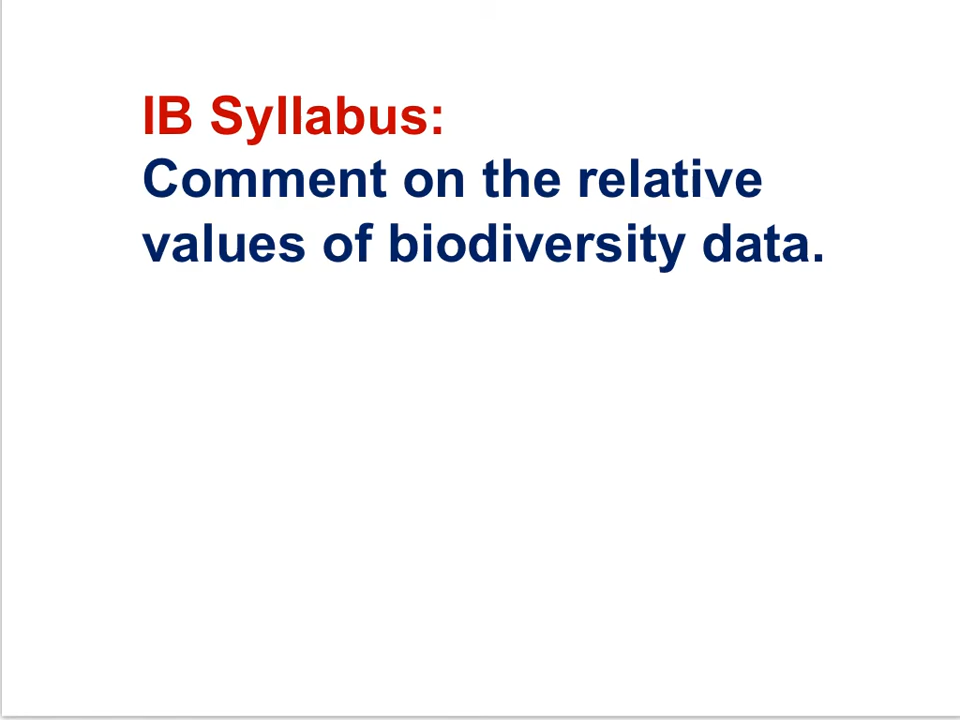 IB Syllabus:
Comment on the relative
values of biodiversity data.